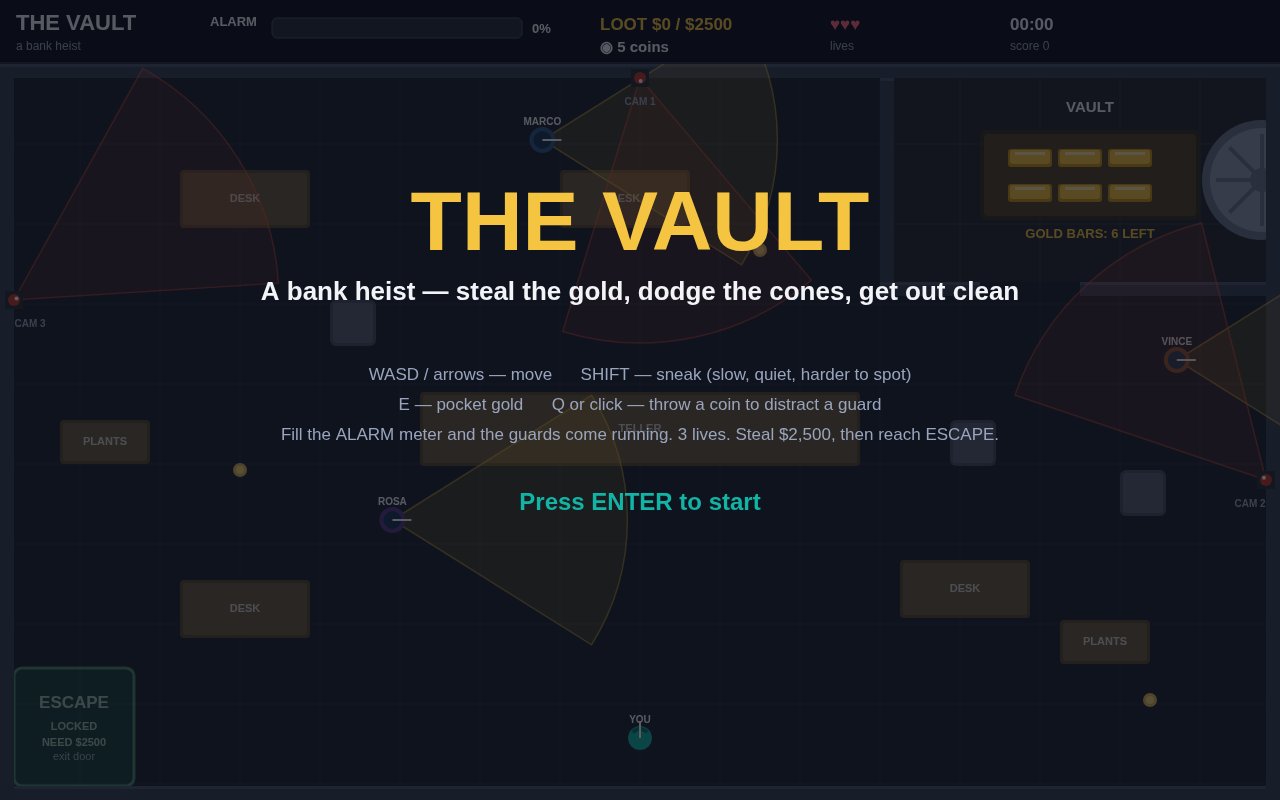 THE VAULT
a bank heist
ALARM
0%
LOOT $0 / $2500
◉ 5 coins
♥♥♥
lives
00:00
score 0
CAM 1
MARCO
VAULT
DESK
GOLD BARS: 6 LEFT
THE VAULT
A bank heist — steal the gold, dodge the cones, get out clean
CAM 3
VINCE
WASD / arrows — move SHIFT — sneak (slow, quiet, harder to spot)
E — pocket gold Q or click — throw a coin to distract a guard
TELLER
Fill the ALARM meter and the guards come running. 3 lives. Steal $2,500, then reach ESCAPE.
PLANTS
ROSA
CAM 2
Press ENTER to start
DESK
DESK
PLANTS
ESCAPE
LOCKED
NEED $2500
exit door
YOU